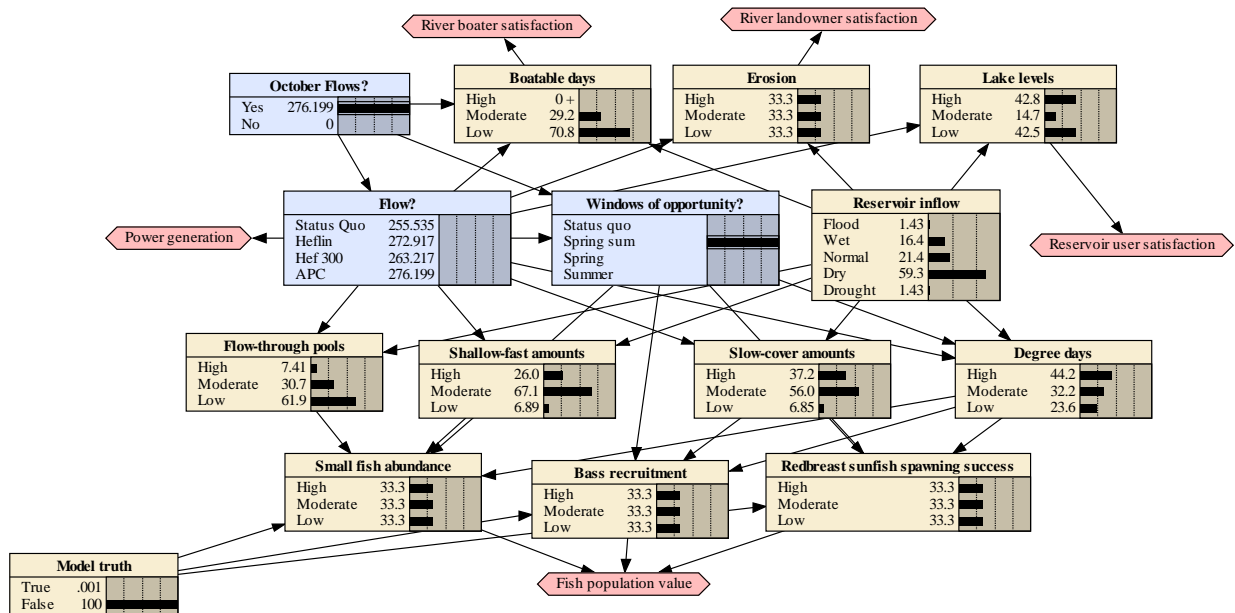 River boater satisfaction
River landowner satisfaction
October Flows?
Yes 276.199
No 0
Boatable days
High 0 +
Moderate 29.2
Low 70.8
Erosion
High 33.3
Moderate 33.3
Low 33.3
Lake levels
High 42.8
Moderate 14.7
Low 42.5
Power generation
Flow?
Status Quo 255.535
Heflin 272.917
Hef 300 263.217
APC 276.199
Windows of opportunity?
Status quo
Spring sum
Spring
Summer
Reservoir inflow
Flood 1.43
Wet 16.4
Normal 21.4
Dry 59.3
Drought 1.43
Reservoir user satisfaction
Flow-through pools
High 7.41
Moderate 30.7
Low 61.9
Shallow-fast amounts
High 26.0
Moderate 67.1
Low 6.89
Slow-cover amounts
High 37.2
Moderate 56.0
Low 6.85
Degree days
High 44.2
Moderate 32.2
Low 23.6
Small fish abundance
High 33.3
Moderate 33.3
Low 33.3
Bass recruitment
High 33.3
Moderate 33.3
Low 33.3
Redbreast sunfish spawning success
High 33.3
Moderate 33.3
Low 33.3
Model truth
True .001
False 100
Fish population value